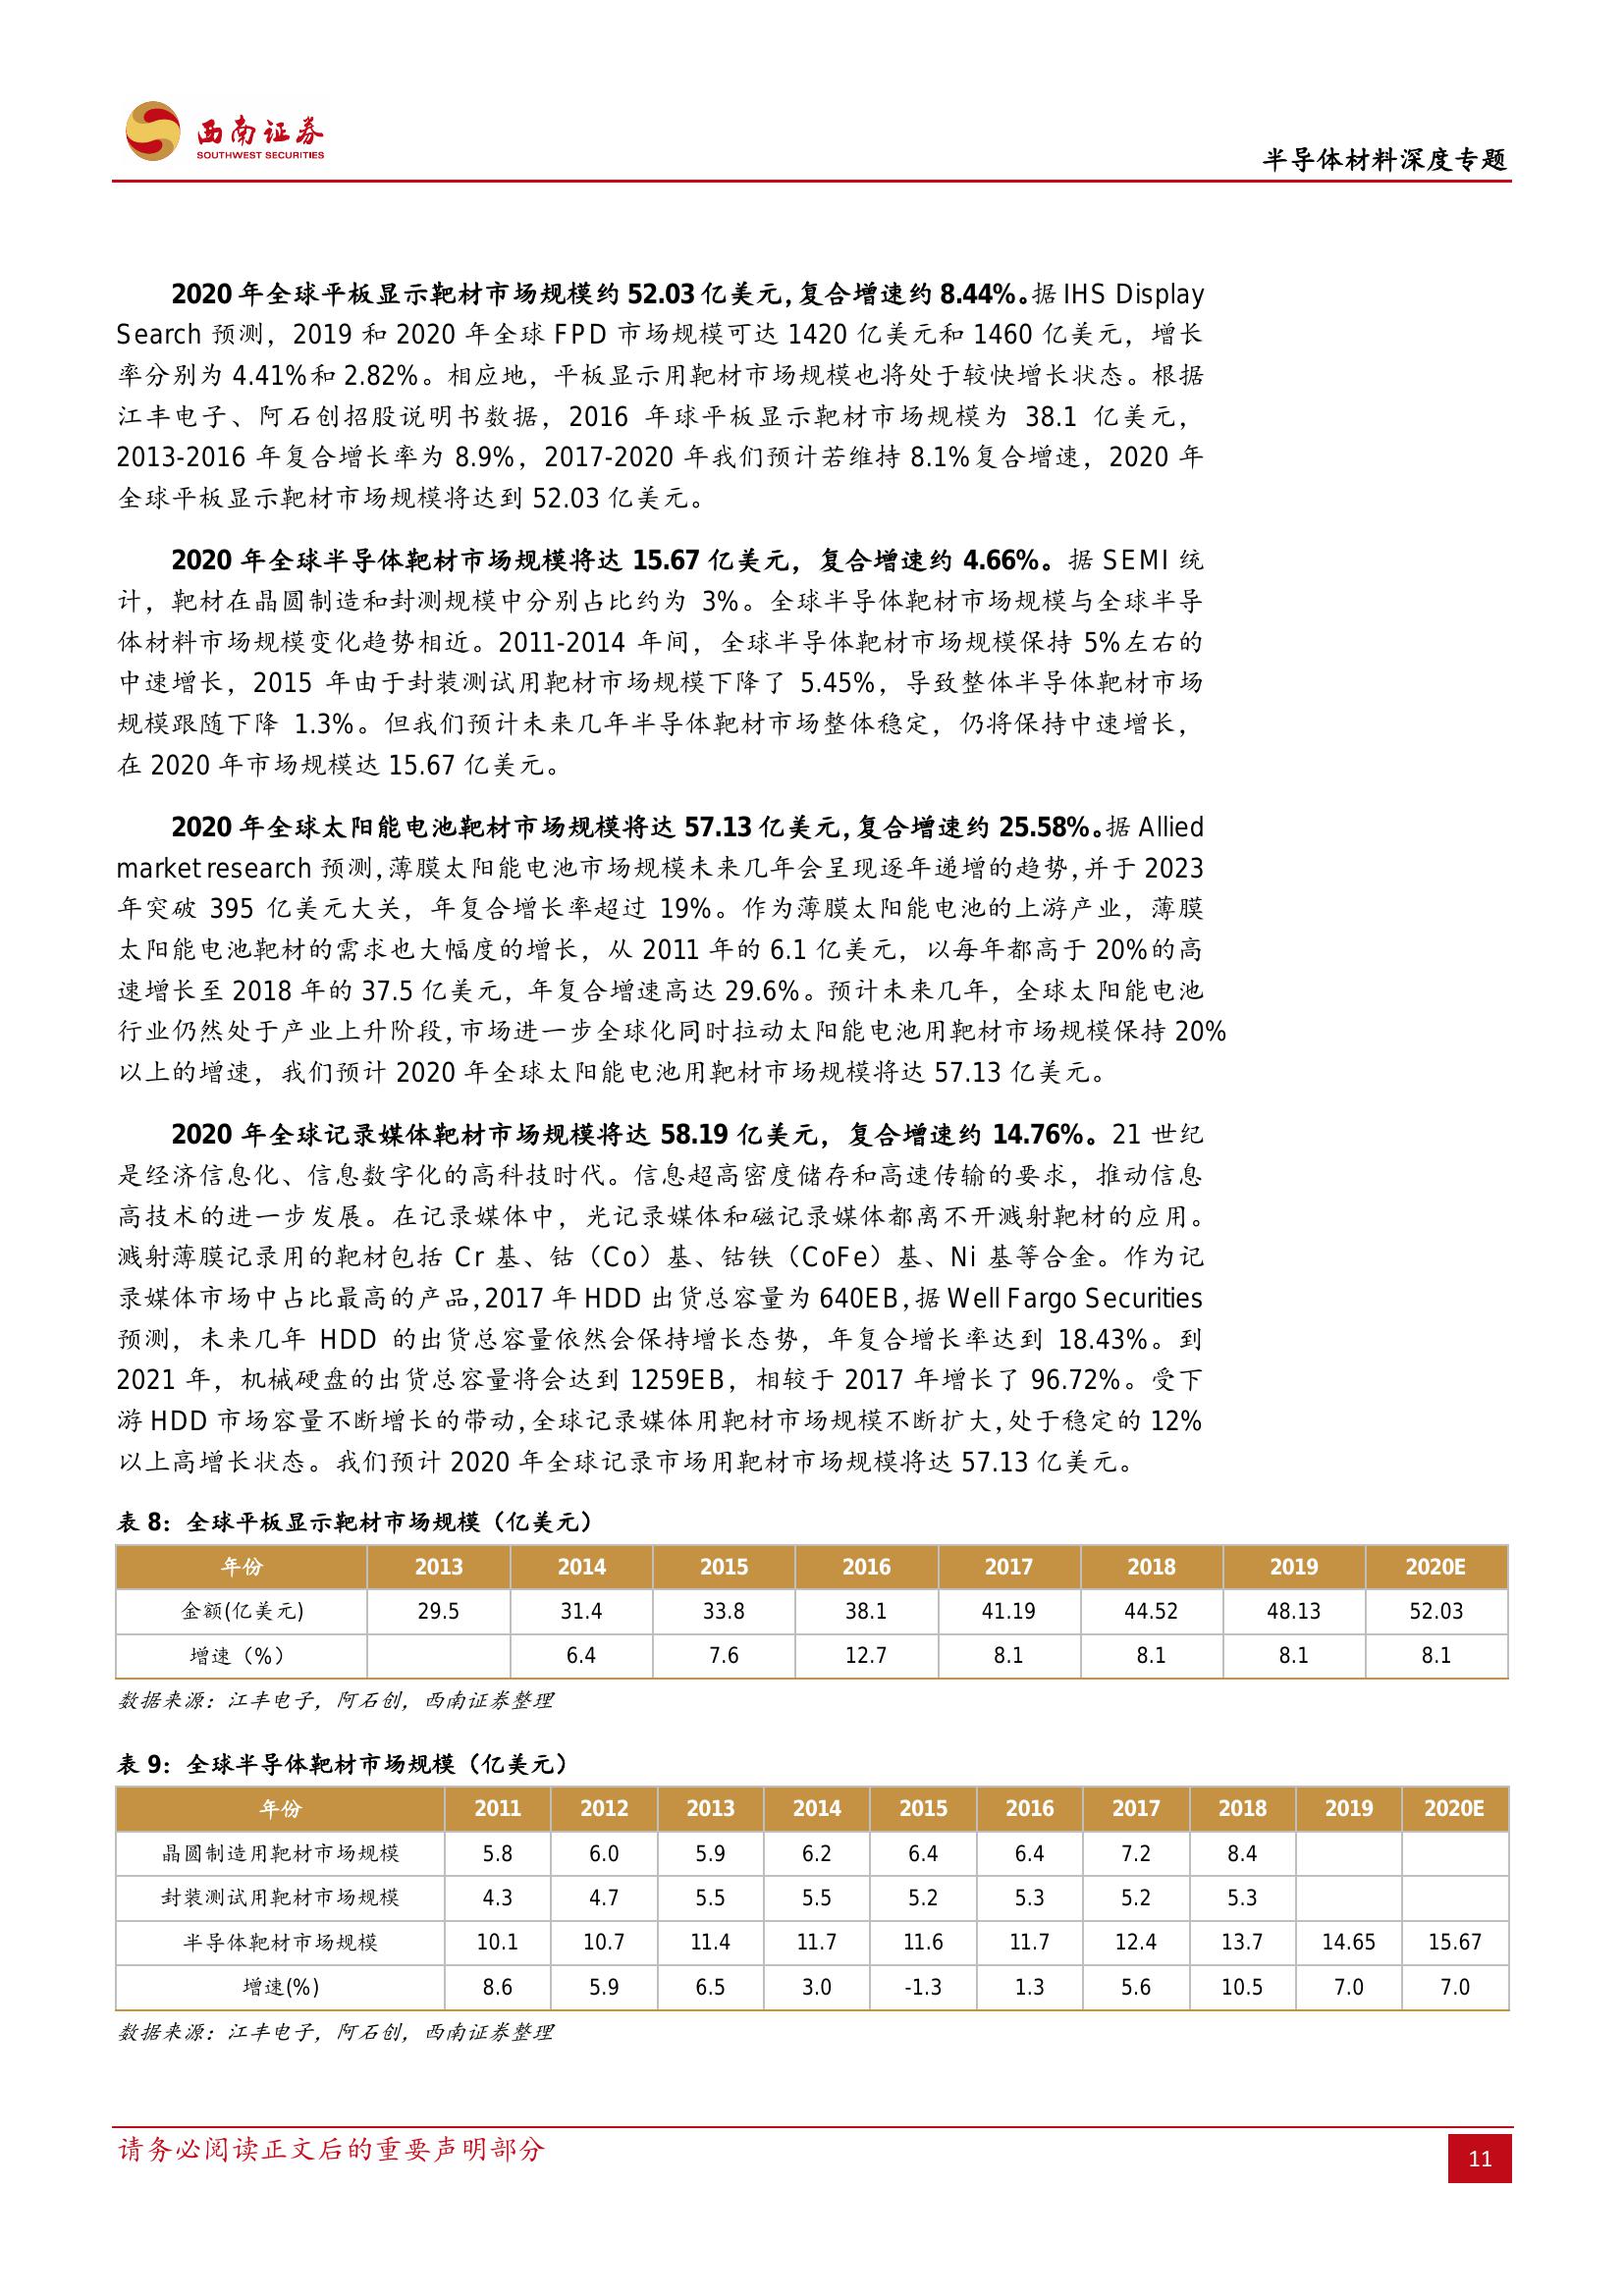 西南证券
SOUTHWEST SECURITIES
半导体材料深度专题
2020 年全球平板显示靶材市场规模约 52.03 亿美元，复合增速约 8.44%。据 IHS Display
Search 预测，2019 和 2020 年全球 FPD 市场规模可达 1420 亿美元和 1460 亿美元，增长
率分别为 4.41%和 2.82%。相应地，平板显示用靶材市场规模也将处于较快增长状态。根据
江丰电子、阿石创招股说明书数据，2016 年球平板显示靶材市场规模为 38.1 亿美元，
2013-2016 年复合增长率为 8.9%，2017-2020 年我们预计若维持 8.1%复合增速，2020 年
全球平板显示靶材市场规模将达到 52.03 亿美元。
2020 年全球半导体靶材市场规模将达 15.67 亿美元，复合增速约 4.66%。据 SEMI 统
计，靶材在晶圆制造和封测规模中分别占比约为 3%。全球半导体靶材市场规模与全球半导
体材料市场规模变化趋势相近。2011-2014 年间，全球半导体靶材市场规模保持 5%左右的
中速增长，2015 年由于封装测试用靶材市场规模下降了 5.45%，导致整体半导体靶材市场
规模跟随下降 1.3%。但我们预计未来几年半导体靶材市场整体稳定，仍将保持中速增长，
在 2020 年市场规模达 15.67 亿美元。
2020 年全球太阳能电池靶材市场规模将达 57.13 亿美元，复合增速约 25.58%。据 Allied
market research 预测，薄膜太阳能电池市场规模未来几年会呈现逐年递增的趋势，并于 2023
年突破 395 亿美元大关，年复合增长率超过 19%。作为薄膜太阳能电池的上游产业，薄膜
太阳能电池靶材的需求也大幅度的增长，从 2011 年的 6.1 亿美元，以每年都高于 20%的高
速增长至 2018 年的 37.5 亿美元，年复合增速高达 29.6%。预计未来几年，全球太阳能电池
行业仍然处于产业上升阶段，市场进一步全球化同时拉动太阳能电池用靶材市场规模保持 20%
以上的增速，我们预计 2020 年全球太阳能电池用靶材市场规模将达 57.13 亿美元。
2020 年全球记录媒体靶材市场规模将达 58.19 亿美元，复合增速约 14.76%。21 世纪
是经济信息化、信息数字化的高科技时代。信息超高密度储存和高速传输的要求，推动信息
高技术的进一步发展。在记录媒体中，光记录媒体和磁记录媒体都离不开溅射靶材的应用。
溅射薄膜记录用的靶材包括 Cr 基、钴（Co）基、钴铁（CoFe）基、Ni 基等合金。作为记
录媒体市场中占比最高的产品，2017 年 HDD 出货总容量为 640EB，据 Well Fargo Securities
预测，未来几年 HDD 的出货总容量依然会保持增长态势，年复合增长率达到 18.43%。到
2021 年，机械硬盘的出货总容量将会达到 1259EB，相较于 2017 年增长了 96.72%。受下
游 HDD 市场容量不断增长的带动，全球记录媒体用靶材市场规模不断扩大，处于稳定的 12%
以上高增长状态。我们预计 2020 年全球记录市场用靶材市场规模将达 57.13 亿美元。
表 8：全球平板显示靶材市场规模（亿美元）
年份 2013 2014 2015 2016 2017 2018 2019 2020E
金额(亿美元) 29.5 31.4 33.8 38.1 41.19 44.52 48.13 52.03
增速（%） 6.4 7.6 12.7 8.1 8.1 8.1 8.1
数据来源：江丰电子，阿石创，西南证券整理
表 9：全球半导体靶材市场规模（亿美元）
年份 2011 2012 2013 2014 2015 2016 2017 2018 2019 2020E
晶圆制造用靶材市场规模 5.8 6.0 5.9 6.2 6.4 6.4 7.2 8.4
封装测试用靶材市场规模 4.3 4.7 5.5 5.5 5.2 5.3 5.2 5.3
半导体靶材市场规模 10.1 10.7 11.4 11.7 11.6 11.7 12.4 13.7 14.65 15.67
增速(%) 8.6 5.9 6.5 3.0 -1.3 1.3 5.6 10.5 7.0 7.0
数据来源：江丰电子，阿石创，西南证券整理
请务必阅读正文后的重要声明部分
11